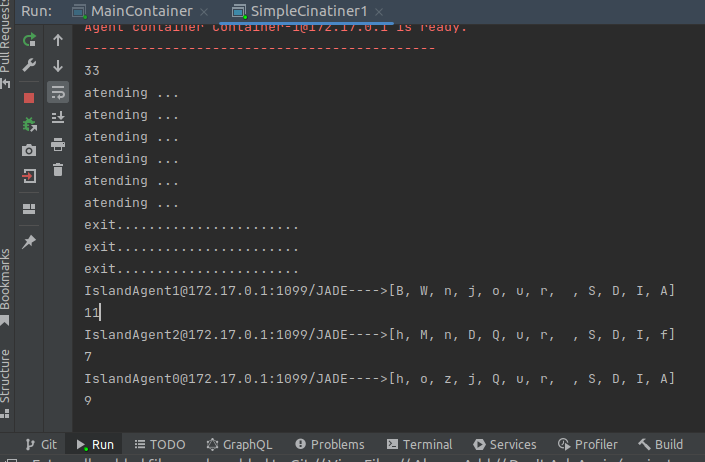 Run: MainContainer × SimpleCinatiner1 ×
Pull Requests
Agent container Container-1@172.17.0.1 is ready.
--------------------------------------------
33
atending ...
atending ...
atending ...
atending ...
atending ...
atending ...
exit.......................
exit.......................
exit.......................
IslandAgent1@172.17.0.1:1099/JADE---->[B, W, n, j, o, u, r,  , S, D, I, A]
11
IslandAgent2@172.17.0.1:1099/JADE---->[h, M, n, D, Q, u, r,  , S, D, I, f]
7
IslandAgent0@172.17.0.1:1099/JADE---->[h, o, z, j, Q, u, r,  , S, D, I, A]
9
Bookmarks
Structure
Git Run TODO GraphQL Problems Terminal Services Profiler Build